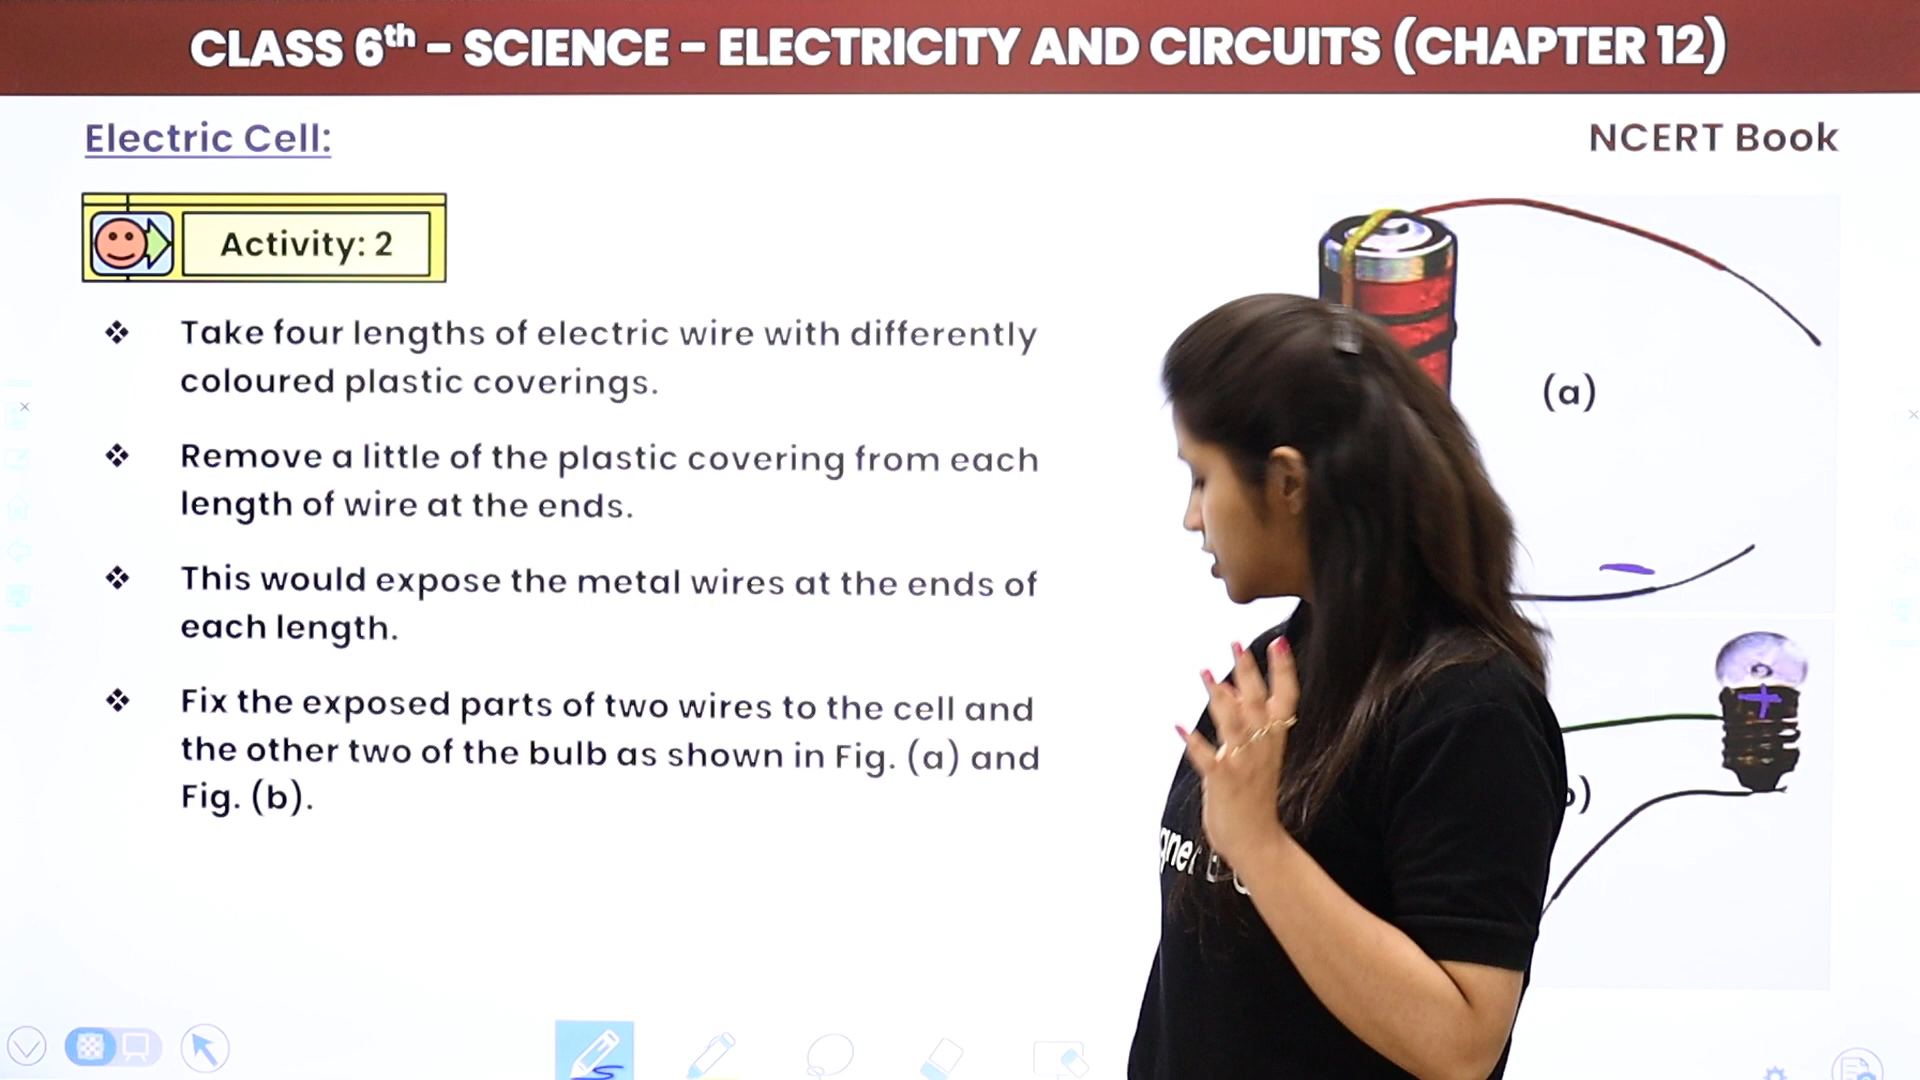 CLASS 6th – SCIENCE – ELECTRICITY AND CIRCUITS (CHAPTER 12)
Electric Cell:
NCERT Book
Activity: 2
Take four lengths of electric wire with differently
coloured plastic coverings.
(a)
Remove a little of the plastic covering from each
length of wire at the ends.
This would expose the metal wires at the ends of
each length.
Fix the exposed parts of two wires to the cell and
the other two of the bulb as shown in Fig. (a) and
Fig. (b).